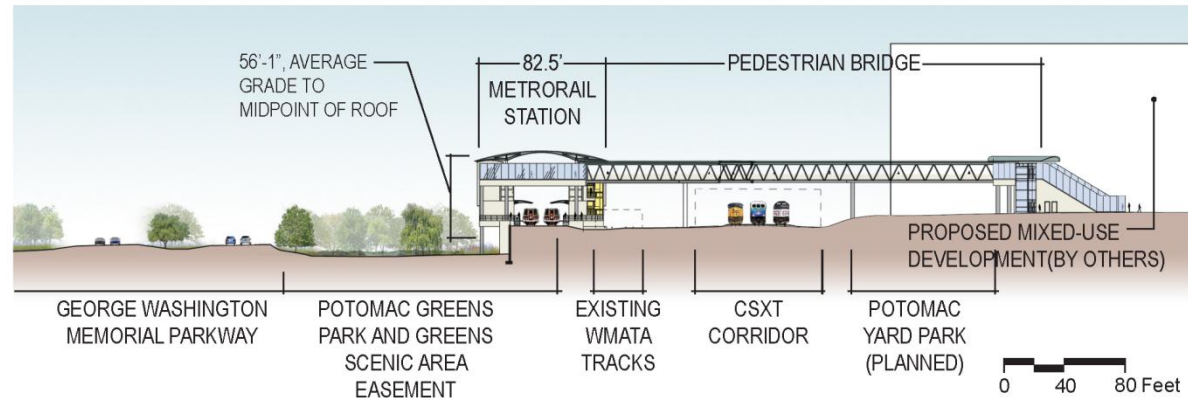 56'-1", AVERAGE
GRADE TO
MIDPOINT OF ROOF
82.5'
METRORAIL
STATION
PEDESTRIAN BRIDGE
PROPOSED MIXED-USE
DEVELOPMENT(BY OTHERS)
GEORGE WASHINGTON
MEMORIAL PARKWAY
POTOMAC GREENS
PARK AND GREENS
SCENIC AREA
EASEMENT
EXISTING
WMATA
TRACKS
CSXT
CORRIDOR
POTOMAC
YARD PARK
(PLANNED)
0 40 80 Feet